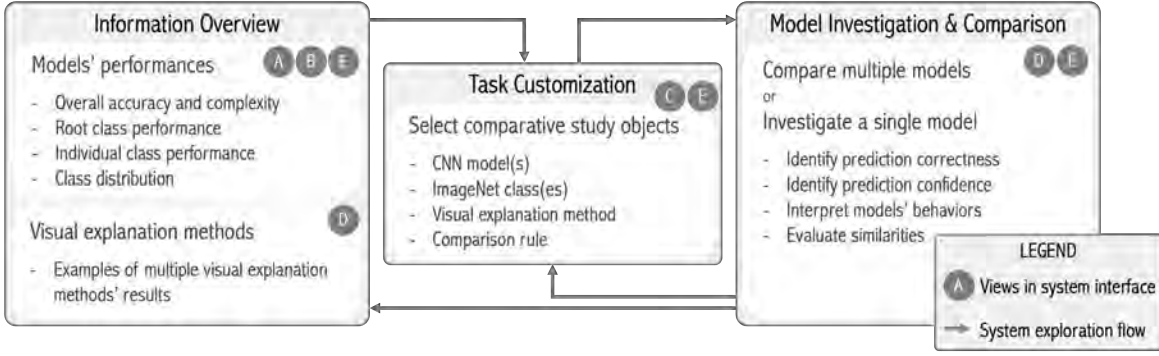 Information Overview
Models' performances
A B E
- Overall accuracy and complexity
- Root class performance
- Individual class performance
- Class distribution
D
Visual explanation methods
- Examples of multiple visual explanation
methods' results
Task Customization
C E
Select comparative study objects
- CNN model(s)
- ImageNet class(es)
- Visual explanation method
- Comparison rule
Model Investigation & Comparison
D E
Compare multiple models
or
Investigate a single model
- Identify prediction correctness
- Identify prediction confidence
- Interpret models' behaviors
- Evaluate similarities
LEGEND
A Views in system interface
System exploration flow